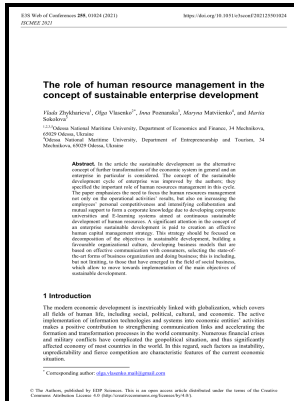 E3S Web of Conferences 255, 01024 (2021)
https://doi.org/10.1051/e3sconf/202125501024
ISCMEE 2021
The role of human resource management in the
concept of sustainable enterprise development
Vlada Zhykharieva1, Olga Vlasenko2*, Inna Poznanska3, Maryna Matvienko4, and Mariia
Sokolova5
1,2,3,4Odessa National Maritime University, Department of Economics and Finance, 34 Mechnikova,
65029 Odessa, Ukraine
5Odessa National Maritime University, Department of Entrepreneurship and Tourism, 34
Mechnikova, 65029 Odessa, Ukraine
Abstract. In the article the sustainable development as the alternative
concept of further transformation of the economic system in general and an
enterprise in particular is considered. The concept of the sustainable
development cycle of enterprise was improved by the authors; they
specified the important role of human resources management in this cycle.
The paper emphasizes the need to focus the human resources management
not only on the operational activities' results, but also on increasing the
employees' personal competitiveness and intensifying collaboration and
mutual support to form a corporate knowledge due to developing corporate
universities and E-learning systems aimed at continuous sustainable
development of human resources. A significant attention in the concept of
an enterprise sustainable development is paid to creation an effective
human capital management strategy. This strategy should be focused on
decomposition of the objectives in sustainable development, building a
favourable organisational culture, developing business models that are
based on effective communication with consumers, selecting the state-of-
the-art forms of business organization and doing business; this is including,
but not limiting, to those that have emerged in the field of social business,
which allow to move towards implementation of the main objectives of
sustainable development.
1 Introduction
The modern economic development is inextricably linked with globalization, which covers
all fields of human life, including social, political, cultural, and economic. The active
implementation of information technologies and systems into economic entities' activities
makes a positive contribution to strengthening communication links and accelerating the
formation and transformation processes in the world community. Numerous financial crises
and military conflicts have complicated the geopolitical situation, and thus significantly
affected economy of most countries in the world. In this regard, such factors as instability,
unpredictability and fierce competition are characteristic features of the current economic
situation.
* Corresponding author: olga.vlasenko.mail@gmail.com
© The Authors, published by EDP Sciences. This is an open access article distributed under the terms of the Creative
Commons Attribution License 4.0 (http://creativecommons.org/licenses/by/4.0/).